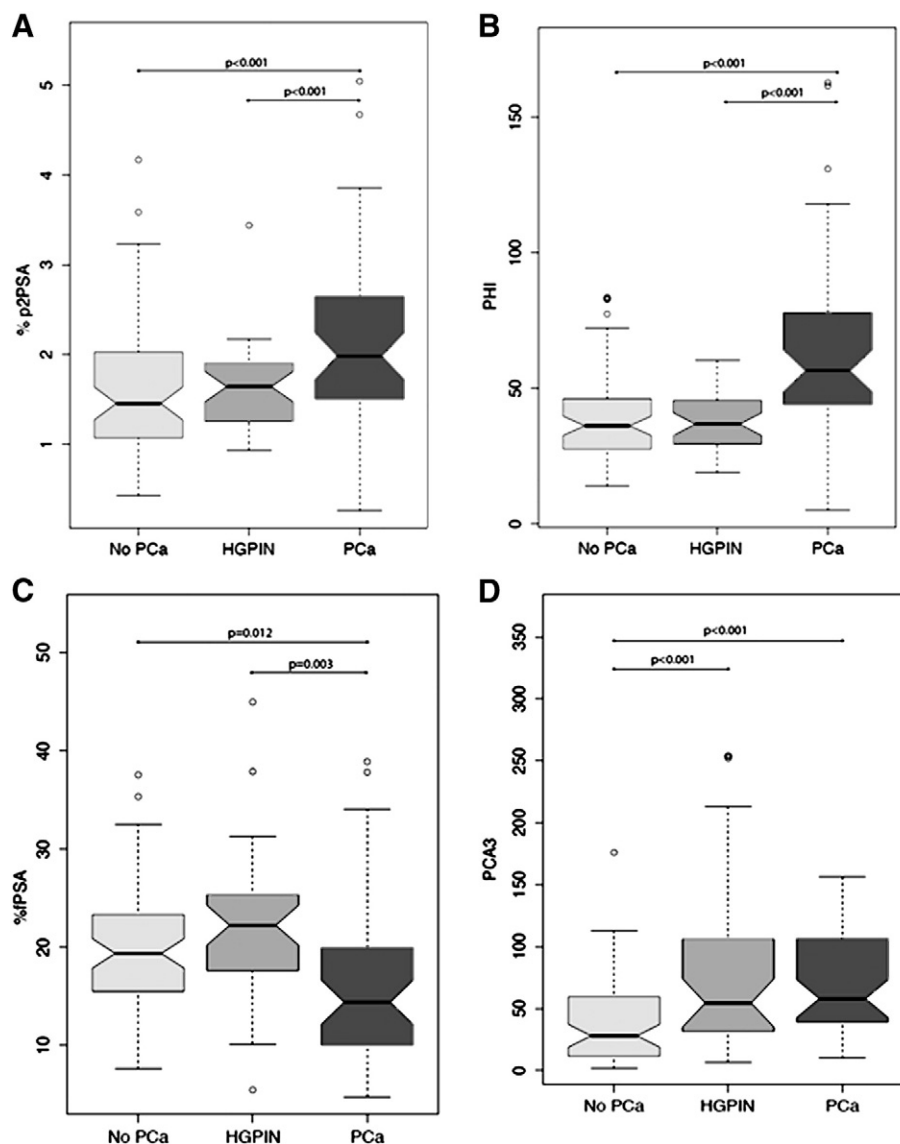 A
p<0.001
p<0.001
% p2PSA
5
4
3
2
1
No PCa HGPIN PCa
B
p<0.001
p<0.001
PHI
150
100
50
0
No PCa HGPIN PCa
C
p=0.012
p=0.003
%fPSA
50
40
30
20
10
No PCa HGPIN PCa
D
p<0.001
p<0.001
PCA3
350
300
250
200
150
100
50
0
No PCa HGPIN PCa